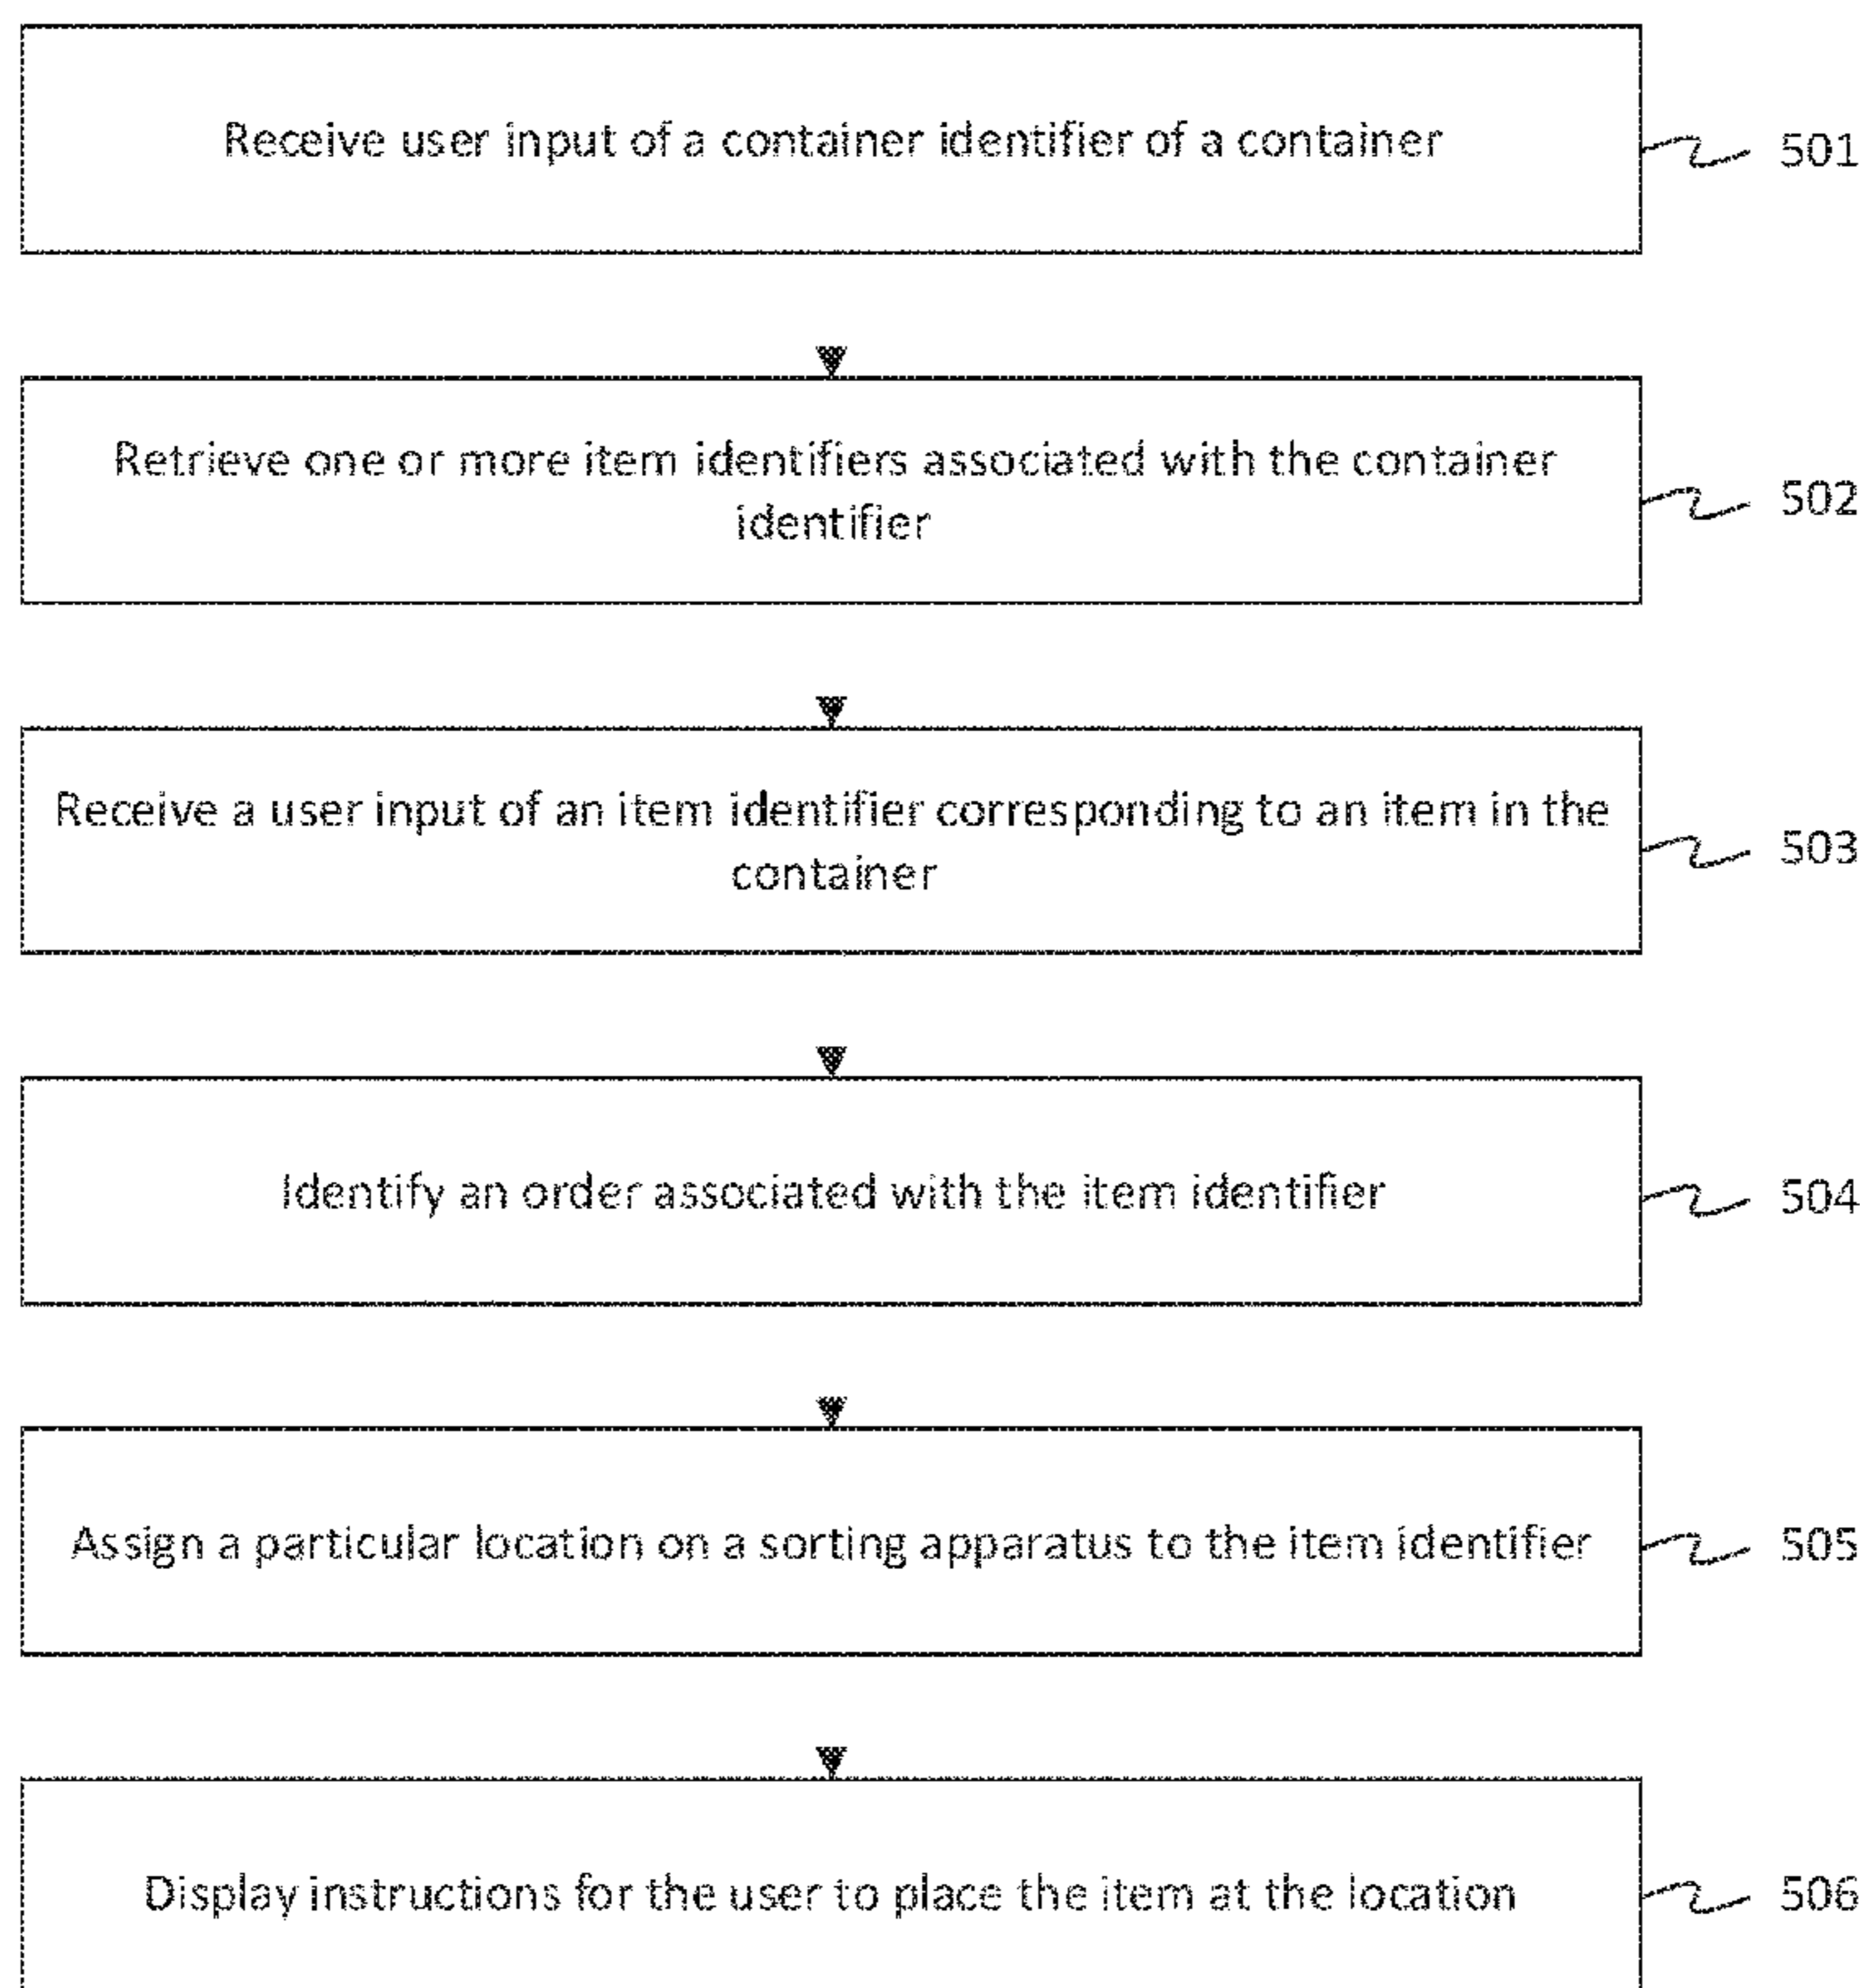 Receive user input of a container identifier of a container
501
Retrieve one or more item identifiers associated with the container
identifier
502
Receive a user input of an item identifier corresponding to an item in the
container
503
Identify an order associated with the item identifier
504
Assign a particular location on a sorting apparatus to the item identifier
505
Display instructions for the user to place the item at the location
506